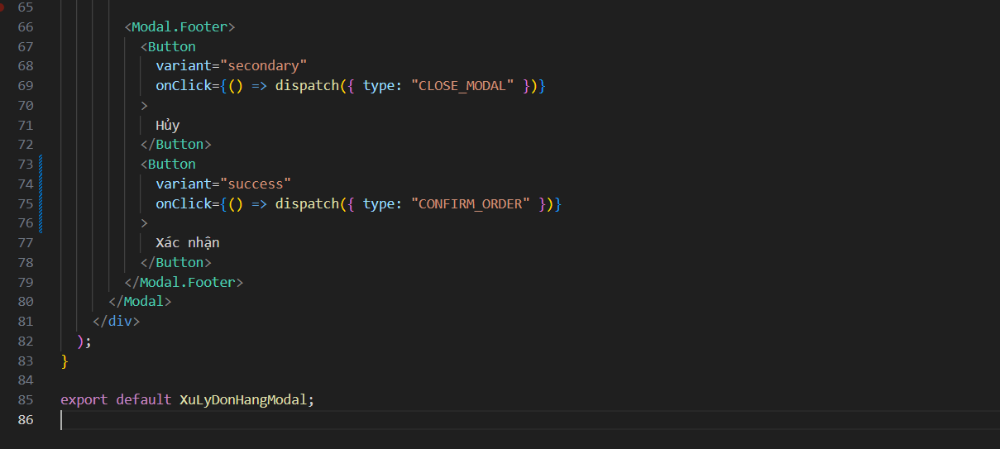 65
66 <Modal.Footer>
67 <Button
68 variant="secondary"
69 onClick={() => dispatch({ type: "CLOSE_MODAL" })}
70 >
71 Hủy
72 </Button>
73 <Button
74 variant="success"
75 onClick={() => dispatch({ type: "CONFIRM_ORDER" })}
76 >
77 Xác nhận
78 </Button>
79 </Modal.Footer>
80 </Modal>
81 </div>
82 );
83 }
84
85 export default XuLyDonHangModal;
86